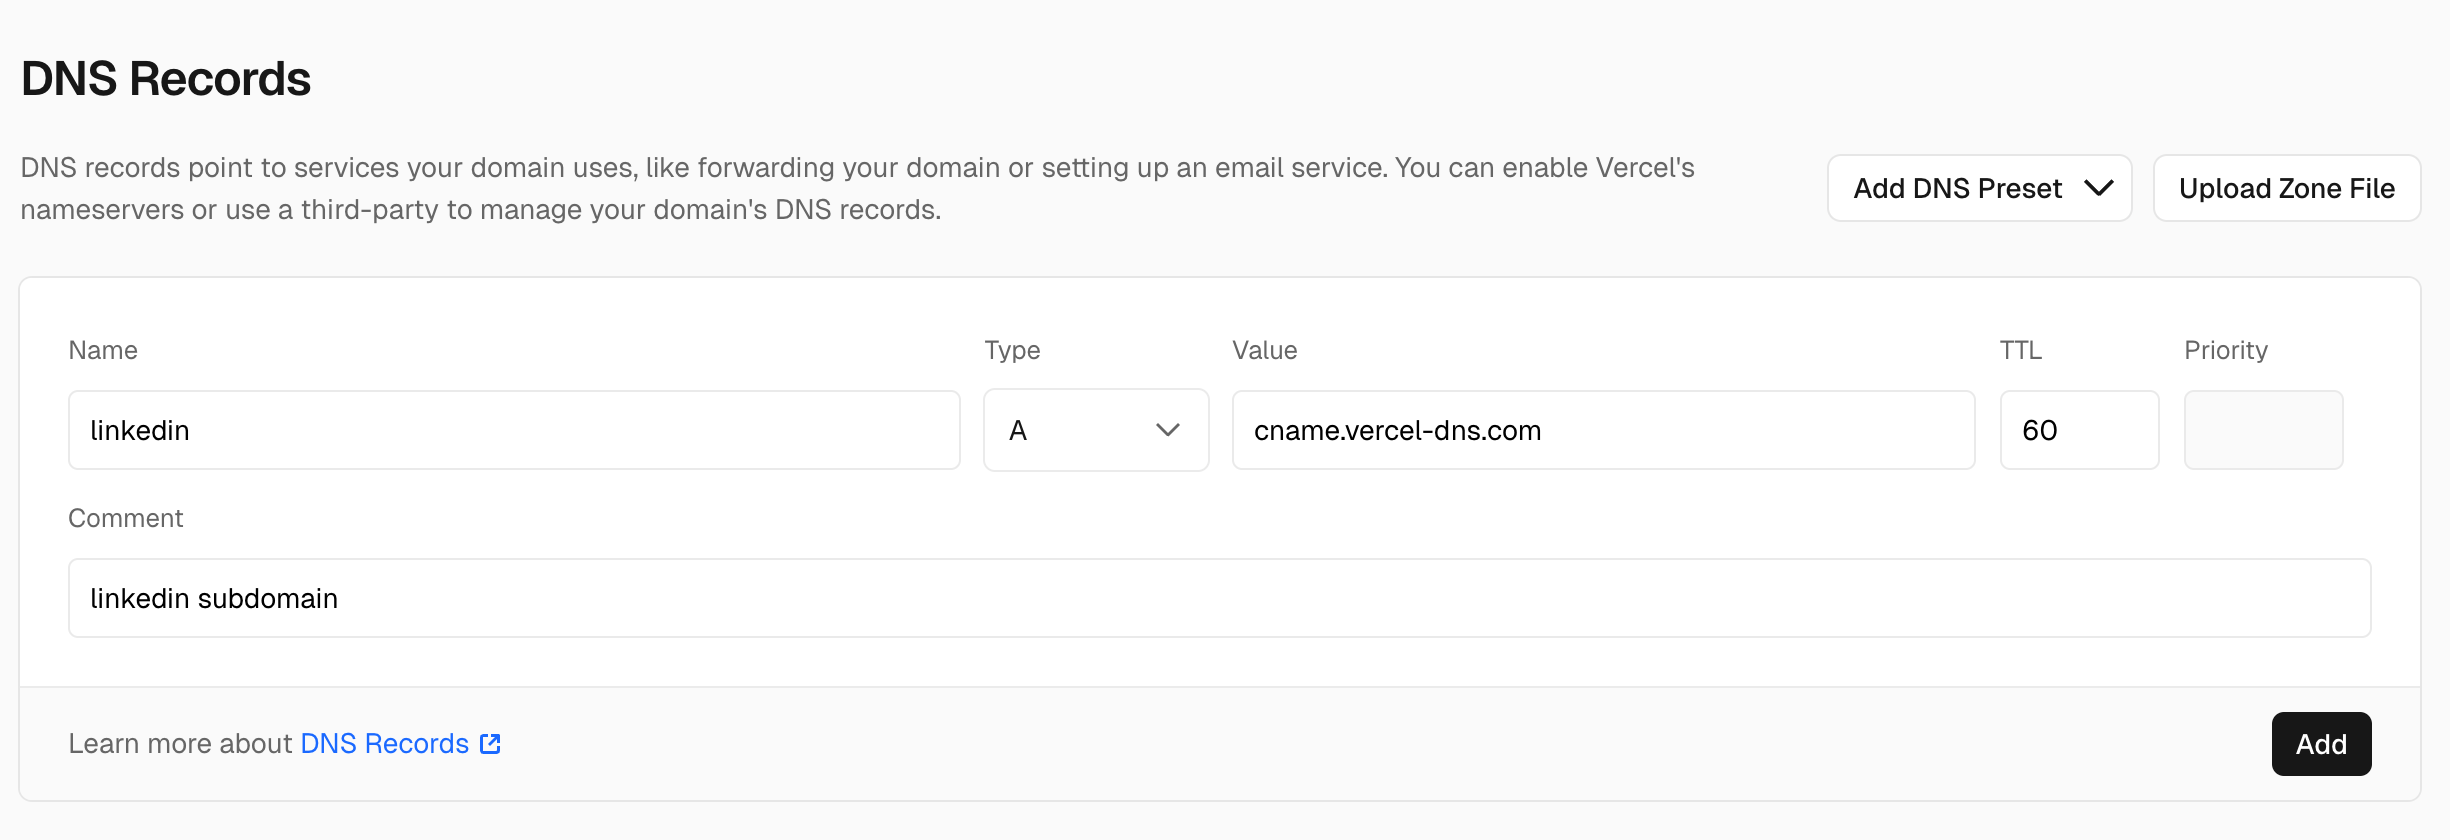 DNS Records
DNS records point to services your domain uses, like forwarding your domain or setting up an email service. You can enable Vercel's
nameservers or use a third-party to manage your domain's DNS records.
Add DNS Preset
Upload Zone File
Name
Type
Value
TTL
Priority
linkedin
A
cname.vercel-dns.com
60
Comment
linkedin subdomain
Learn more about DNS Records
Add